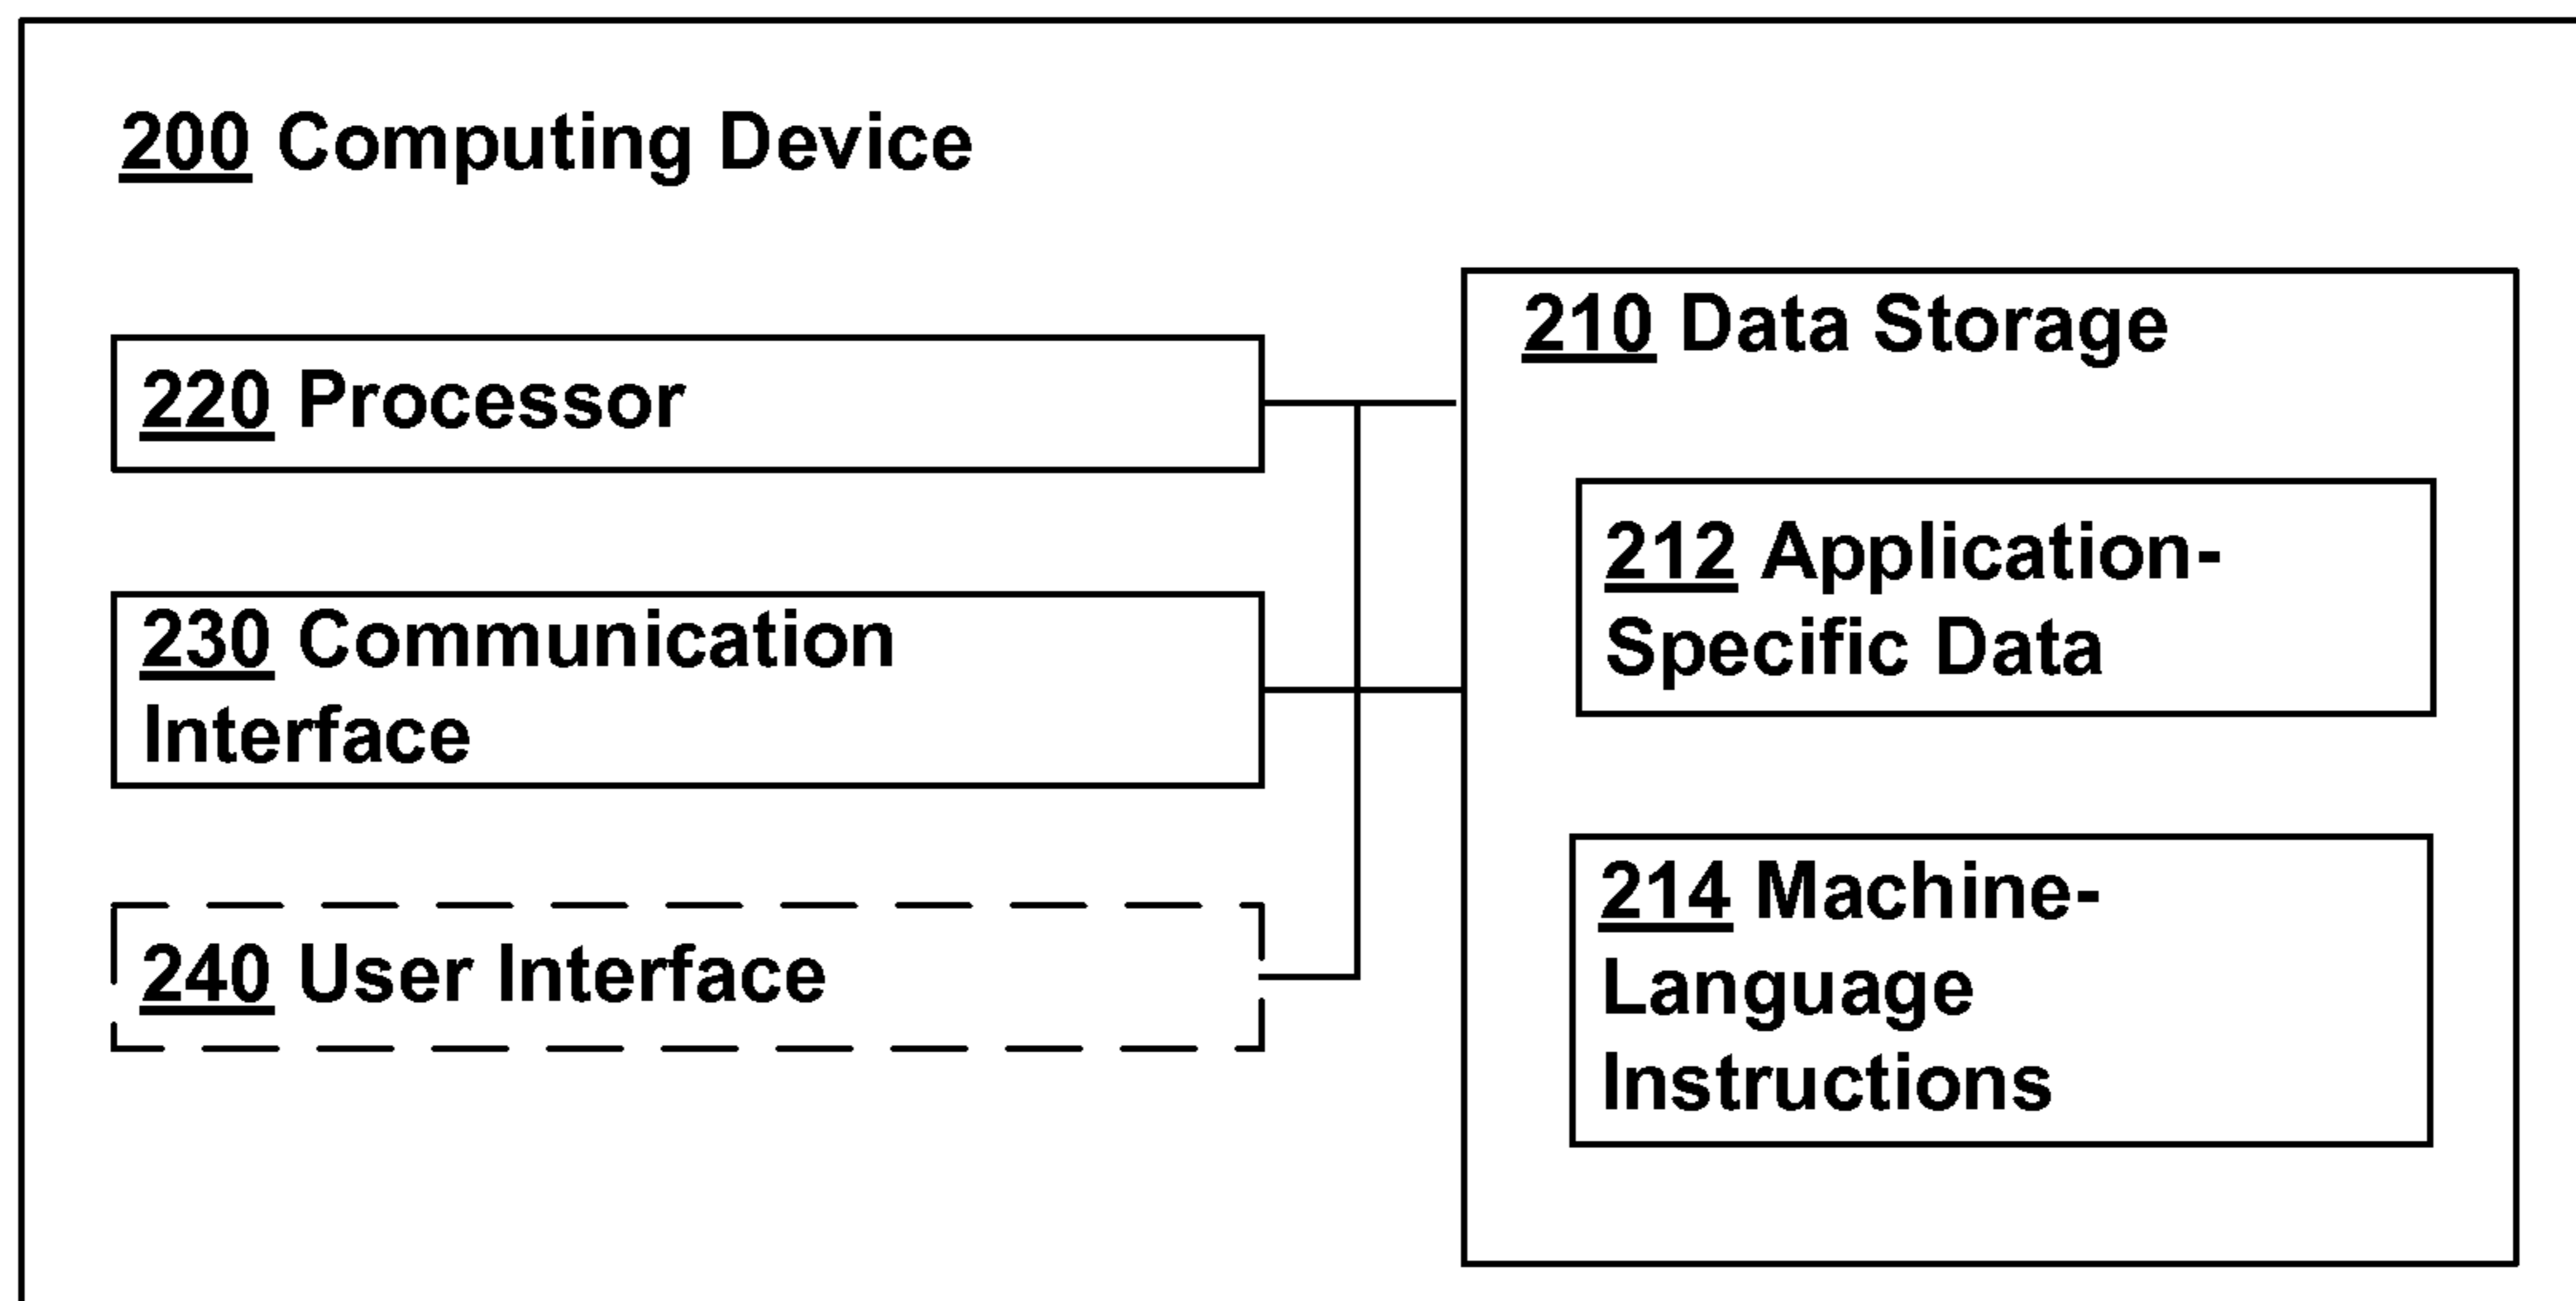 200 Computing Device
220 Processor
230 Communication
Interface
240 User Interface
210 Data Storage
212 Application-
Specific Data
214 Machine-
Language
Instructions